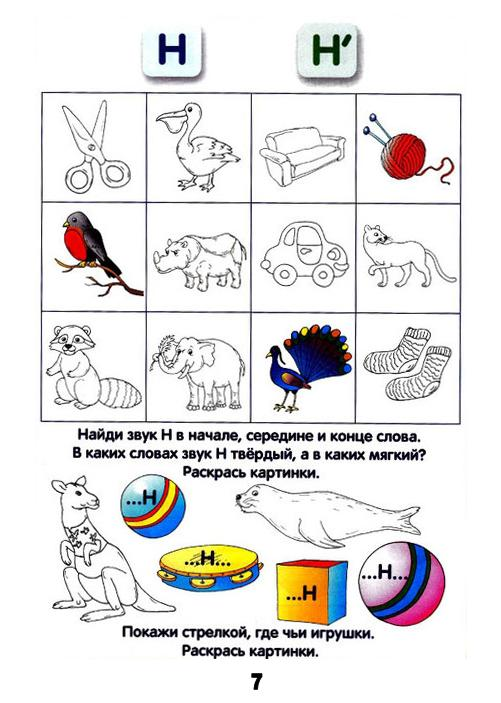 Н Н′
Найди звук Н в начале, середине и конце слова.
В каких словах звук Н твёрдый, а в каких мягкий?
Раскрась картинки.
...Н
...Н...
...Н
...Н...
Покажи стрелкой, где чьи игрушки.
Раскрась картинки.
7